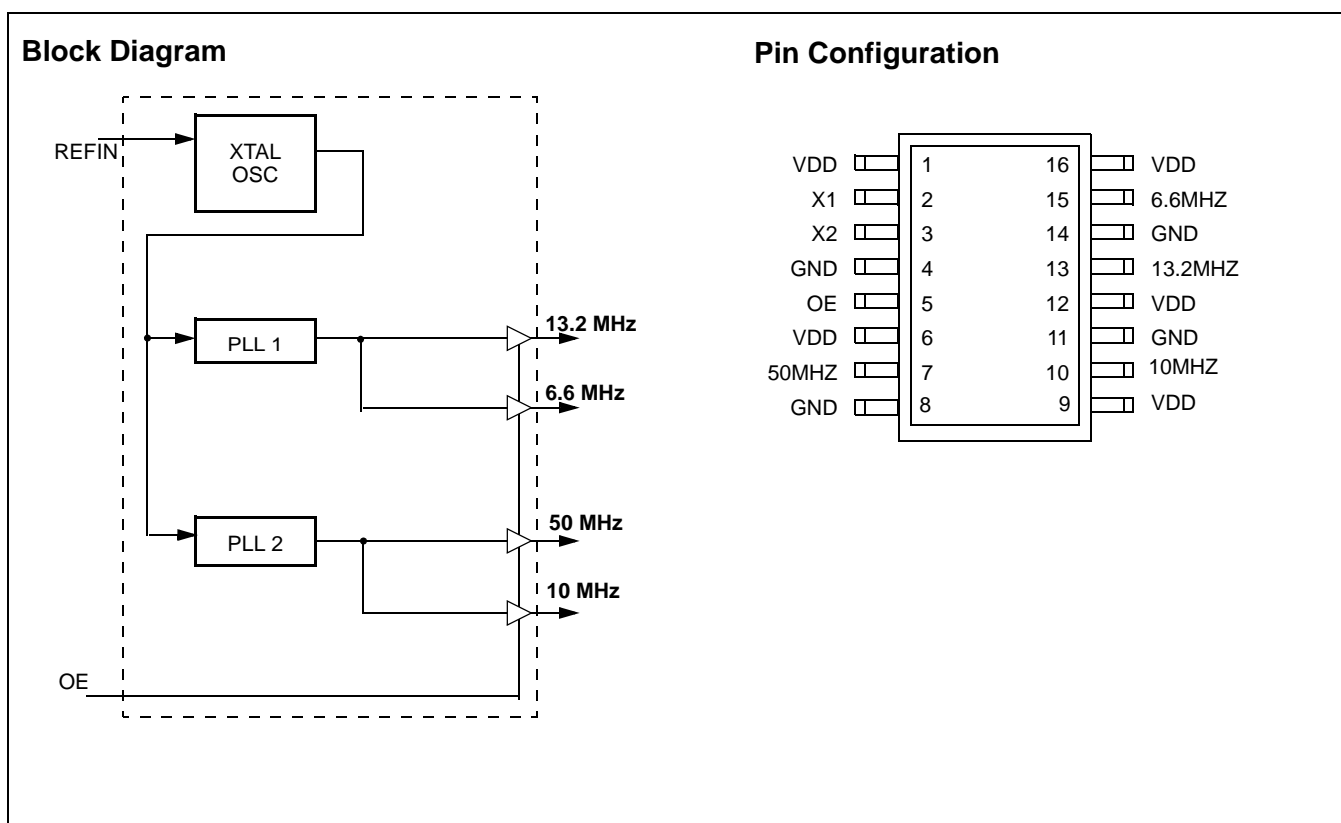 Block Diagram
REFIN
XTAL
OSC
PLL 1
13.2 MHz
6.6 MHz
PLL 2
50 MHz
10 MHz
OE
Pin Configuration
VDD 1 16 VDD
X1 2 15 6.6MHZ
X2 3 14 GND
GND 4 13 13.2MHZ
OE 5 12 VDD
VDD 6 11 GND
50MHZ 7 10 10MHZ
GND 8 9 VDD